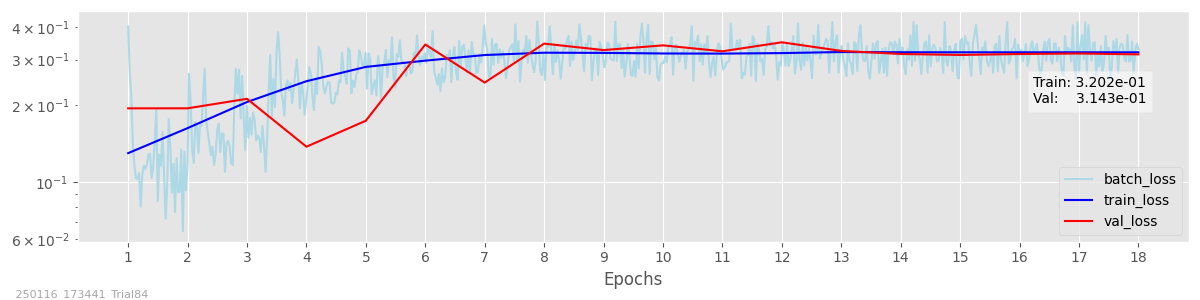 4 × 10⁻¹
3 × 10⁻¹
2 × 10⁻¹
10⁻¹
6 × 10⁻²
Train: 3.202e-01
Val: 3.143e-01
batch_loss
train_loss
val_loss
1 2 3 4 5 6 7 8 9 10 11 12 13 14 15 16 17 18
Epochs
250116_173441_Trial84